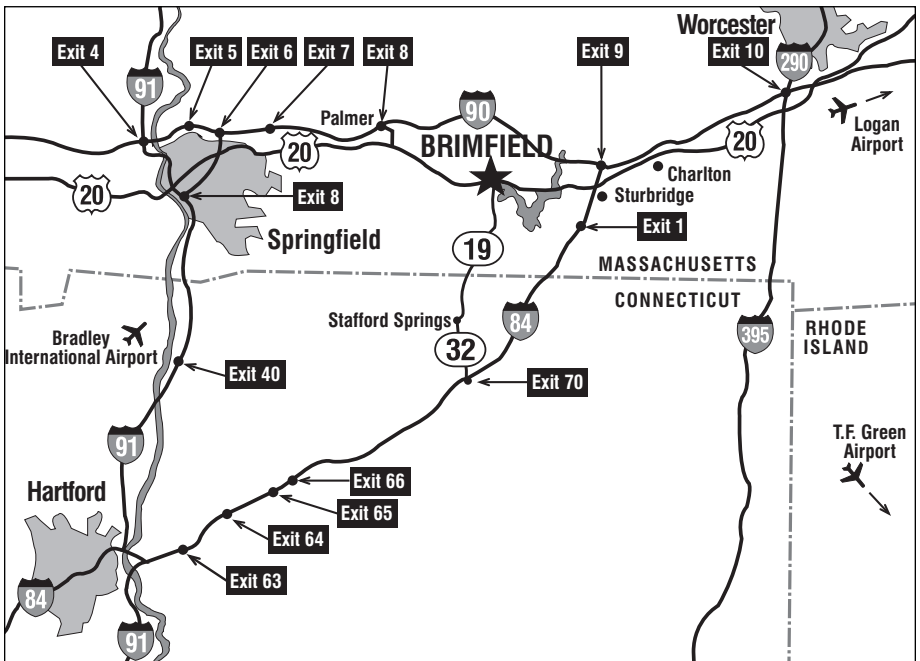 Worcester
Exit 4
Exit 5
Exit 6
Exit 7
Exit 8
Exit 9
Exit 10
290
91
90
Palmer
BRIMFIELD
20
20
Logan
Airport
Charlton
20
Exit 8
Sturbridge
Exit 1
Springfield
19
MASSACHUSETTS
CONNECTICUT
Stafford Springs
84
395
RHODE
ISLAND
Bradley
International Airport
32
Exit 40
Exit 70
91
T.F. Green
Airport
Hartford
Exit 66
Exit 65
Exit 64
Exit 63
84
91